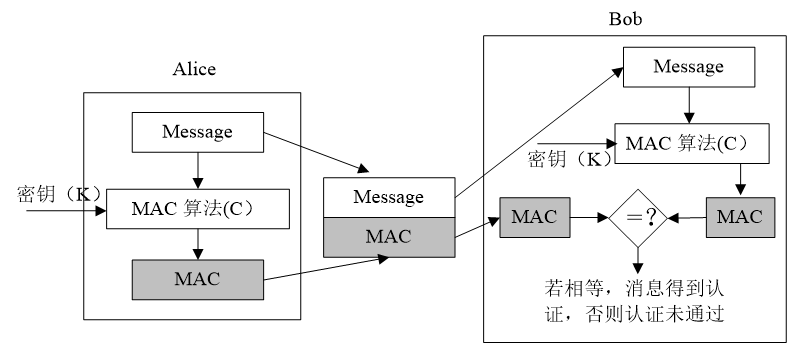 Alice
Message
密钥（K）
MAC 算法(C）
MAC
Message
MAC
Bob
Message
密钥（K）
MAC 算法(C）
MAC
=?
MAC
若相等，消息得到认
证，否则认证未通过